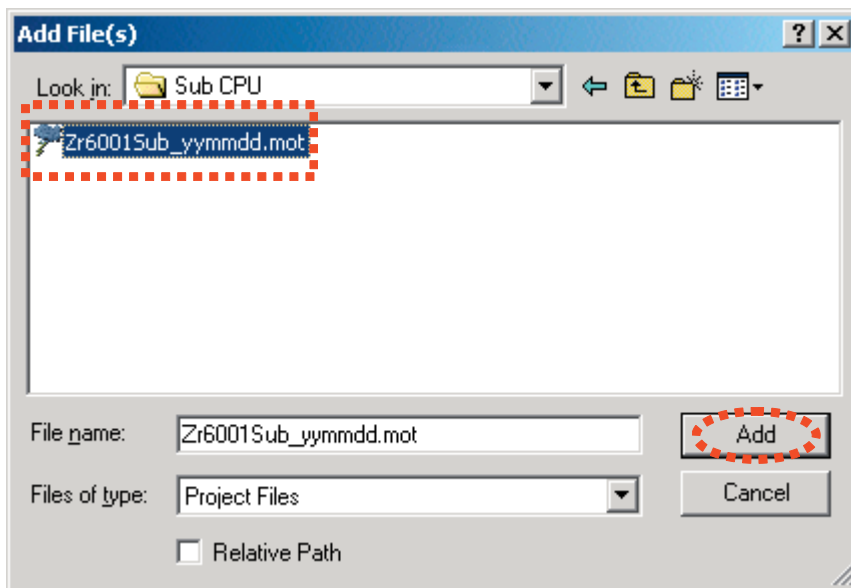 Add File(s)
Look in: Sub CPU
Zr6001Sub_yymmdd.mot
File name: Zr6001Sub_yymmdd.mot Add
Files of type: Project Files Cancel
Relative Path